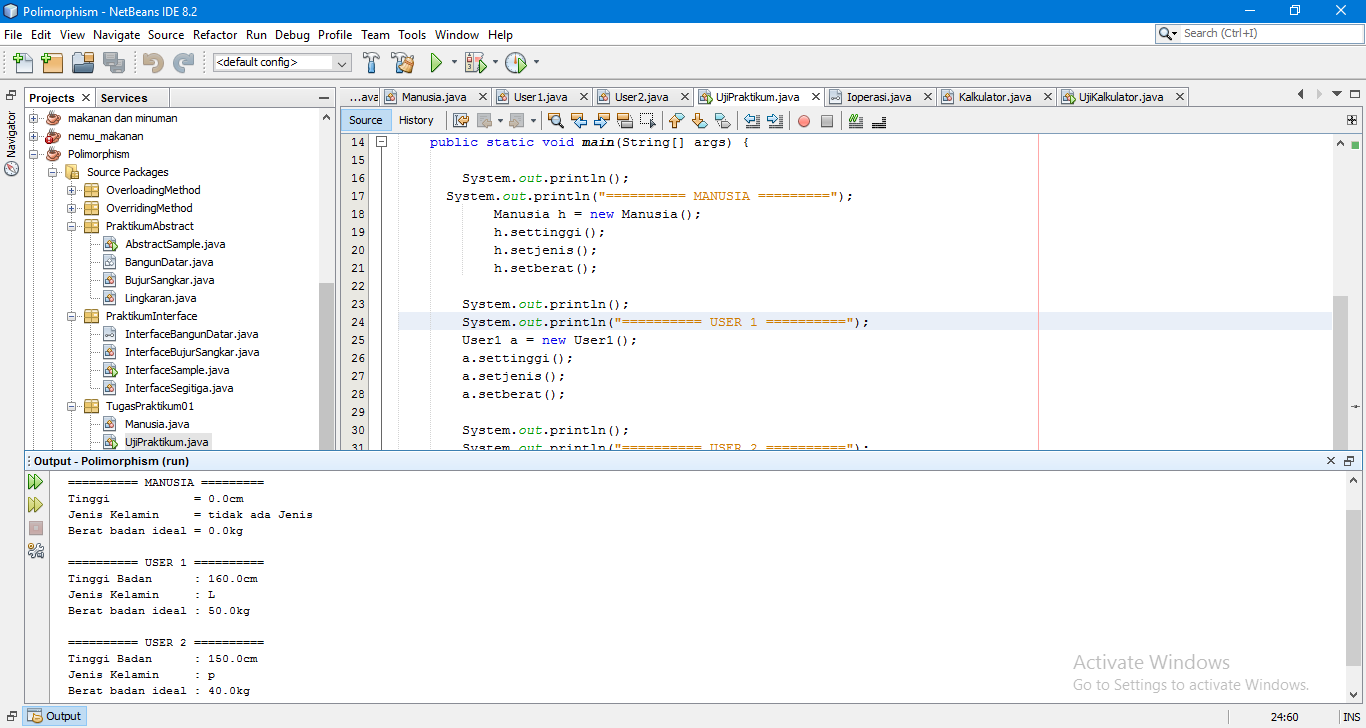 Polimorphism - NetBeans IDE 8.2
File Edit View Navigate Source Refactor Run Debug Profile Team Tools Window Help
Search (Ctrl+I)
<default config>
Navigator
Projects Services
makanan dan minuman
nemu_makanan
Polimorphism
Source Packages
OverloadingMethod
OverridingMethod
PraktikumAbstract
AbstractSample.java
BangunDatar.java
BujurSangkar.java
Lingkaran.java
PraktikumInterface
InterfaceBangunDatar.java
InterfaceBujurSangkar.java
InterfaceSample.java
InterfaceSegitiga.java
TugasPraktikum01
Manusia.java
UjiPraktikum.java
...ava Manusia.java User1.java User2.java UjiPraktikum.java Ioperasi.java Kalkulator.java UjiKalkulator.java
Source History
14 public static void main(String[] args) {
15
16 System.out.println();
17 System.out.println("========== MANUSIA =========");
18 Manusia h = new Manusia();
19 h.settinggi();
20 h.setjenis();
21 h.setberat();
22
23 System.out.println();
24 System.out.println("========== USER 1 ==========");
25 User1 a = new User1();
26 a.settinggi();
27 a.setjenis();
28 a.setberat();
29
30 System.out.println();
31 System.out.println("========== USER 2 ==========");
Output - Polimorphism (run)
========== MANUSIA =========
Tinggi = 0.0cm
Jenis Kelamin = tidak ada Jenis
Berat badan ideal = 0.0kg
========== USER 1 ==========
Tinggi Badan : 160.0cm
Jenis Kelamin : L
Berat badan ideal : 50.0kg
========== USER 2 ==========
Tinggi Badan : 150.0cm
Jenis Kelamin : p
Berat badan ideal : 40.0kg
Activate Windows
Go to Settings to activate Windows.
Output
24:60 INS